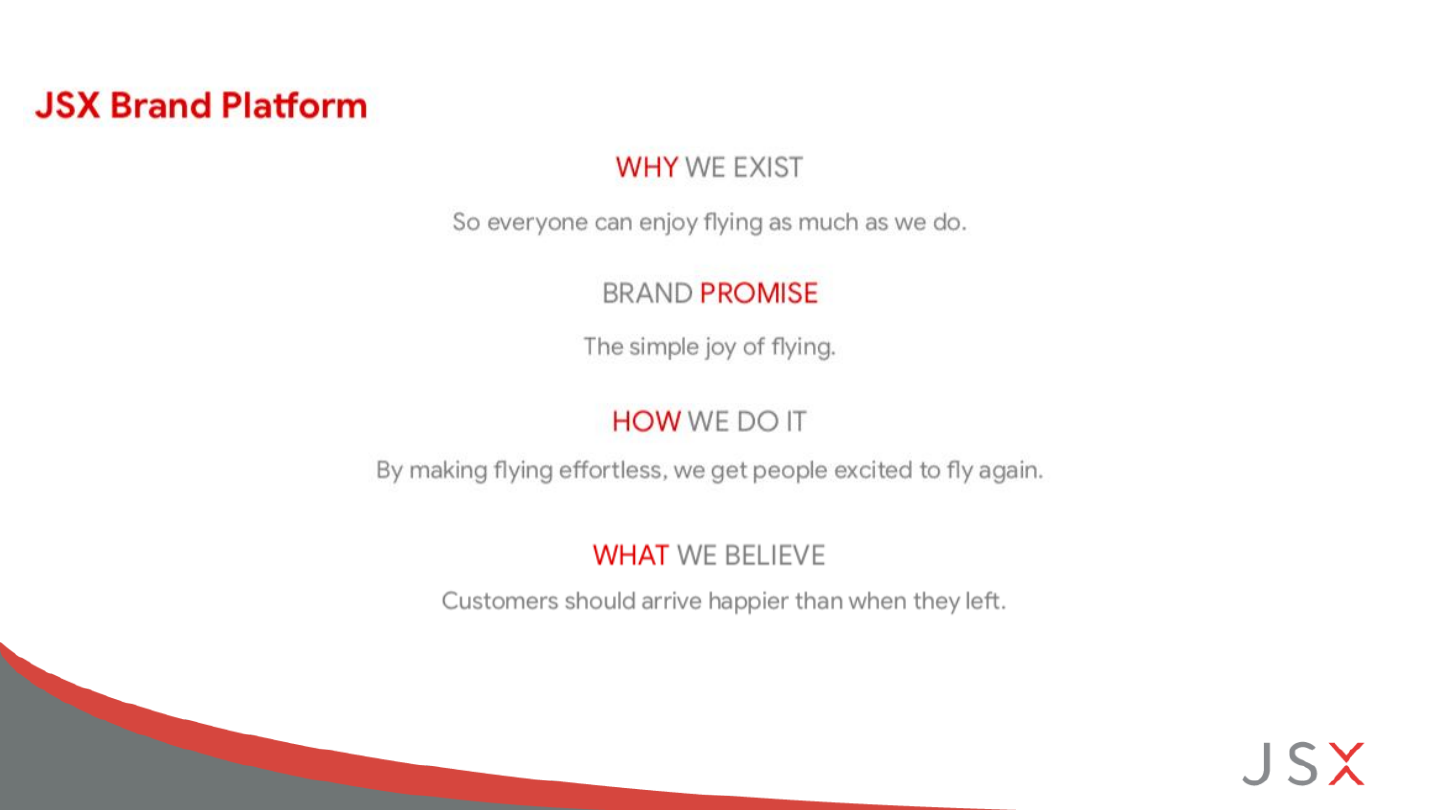 JSX Brand Platform
WHY WE EXIST
So everyone can enjoy flying as much as we do.
BRAND PROMISE
The simple joy of flying.
HOW WE DO IT
By making flying effortless, we get people excited to fly again.
WHAT WE BELIEVE
Customers should arrive happier than when they left.
JSX